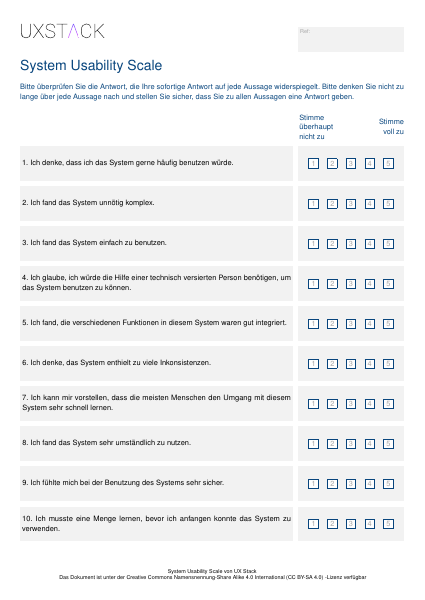 UXSTACK
Ref:
System Usability Scale
Bitte überprüfen Sie die Antwort, die Ihre sofortige Antwort auf jede Aussage widerspiegelt. Bitte denken Sie nicht zu
lange über jede Aussage nach und stellen Sie sicher, dass Sie zu allen Aussagen eine Antwort geben.
Stimme
überhaupt
nicht zu
Stimme
voll zu
1. Ich denke, dass ich das System gerne häufig benutzen würde.
1 2 3 4 5
2. Ich fand das System unnötig komplex.
1 2 3 4 5
3. Ich fand das System einfach zu benutzen.
1 2 3 4 5
4. Ich glaube, ich würde die Hilfe einer technisch versierten Person benötigen, um
das System benutzen zu können.
1 2 3 4 5
5. Ich fand, die verschiedenen Funktionen in diesem System waren gut integriert.
1 2 3 4 5
6. Ich denke, das System enthielt zu viele Inkonsistenzen.
1 2 3 4 5
7. Ich kann mir vorstellen, dass die meisten Menschen den Umgang mit diesem
System sehr schnell lernen.
1 2 3 4 5
8. Ich fand das System sehr umständlich zu nutzen.
1 2 3 4 5
9. Ich fühlte mich bei der Benutzung des Systems sehr sicher.
1 2 3 4 5
10. Ich musste eine Menge lernen, bevor ich anfangen konnte das System zu
verwenden.
1 2 3 4 5
System Usability Scale von UX Stack
Das Dokument ist unter der Creative Commons Namensnennung-Share Alike 4.0 International (CC BY-SA 4.0) -Lizenz verfügbar